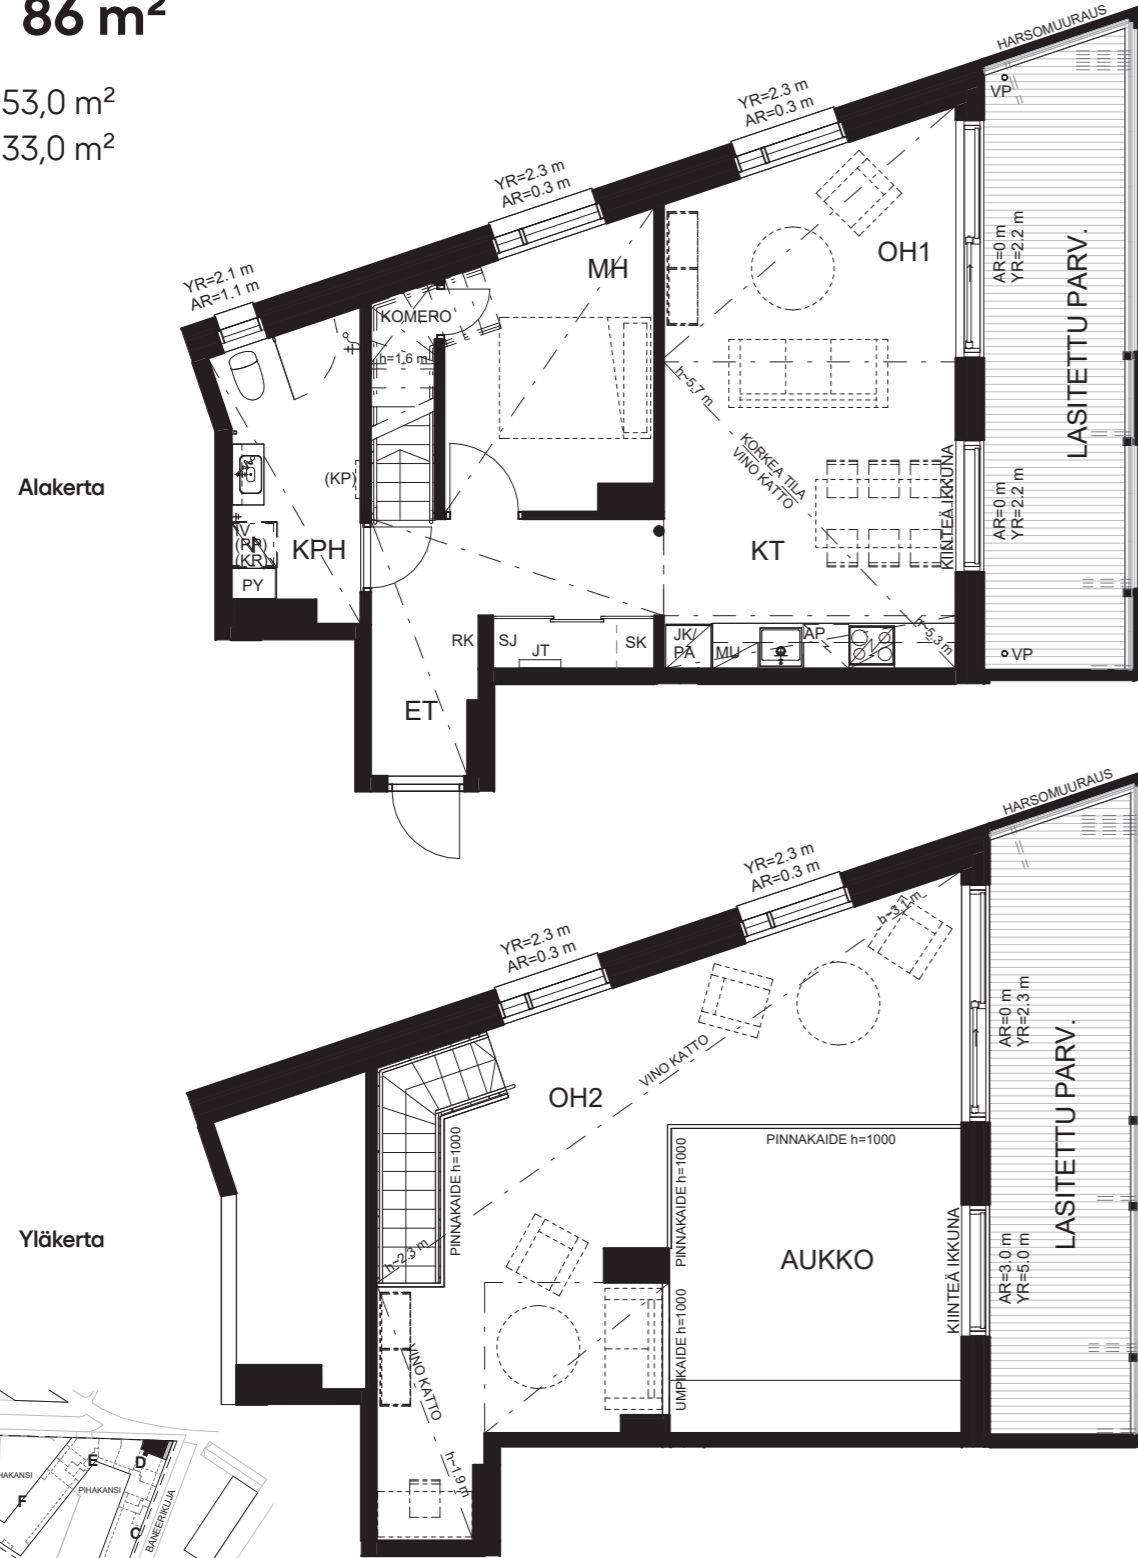 86 m²
53,0 m²
33,0 m²
HARSOMUURAUS
VP
YR=2.3 m
AR=0.3 m
YR=2.3 m
AR=0.3 m
YR=2.1 m
AR=1.1 m
MH
OH1
AR=0 m
YR=2.2 m
LASITETTU PARV.
KOMERO
h=1,6 m
h~5.7 m
KORKEA TILA
VINO KATTO
KIINTEÄ IKKUNA
AR=0 m
YR=2.2 m
Alakerta
(KP)
(KR)
KPH
KT
PY
RK
SJ
JT
SK
JK/
PA
MU
AP
h~5.3 m
VP
ET
HARSOMUURAUS
YR=2.3 m
AR=0.3 m
YR=2.3 m
AR=0.3 m
h~3.1 m
AR=0 m
YR=2.3 m
LASITETTU PARV.
VINO KATTO
OH2
PINNAKAIDE h=1000
PINNAKAIDE h=1000
PINNAKAIDE h=1000
Yläkerta
h~2.3 m
AUKKO
KIINTEÄ IKKUNA
AR=3.0 m
YR=5.0 m
UMPIKAIDE h=1000
VINO KATTO
h~1.9 m
E
D
PIHAKANSI
F
C
BANEERIKUJA